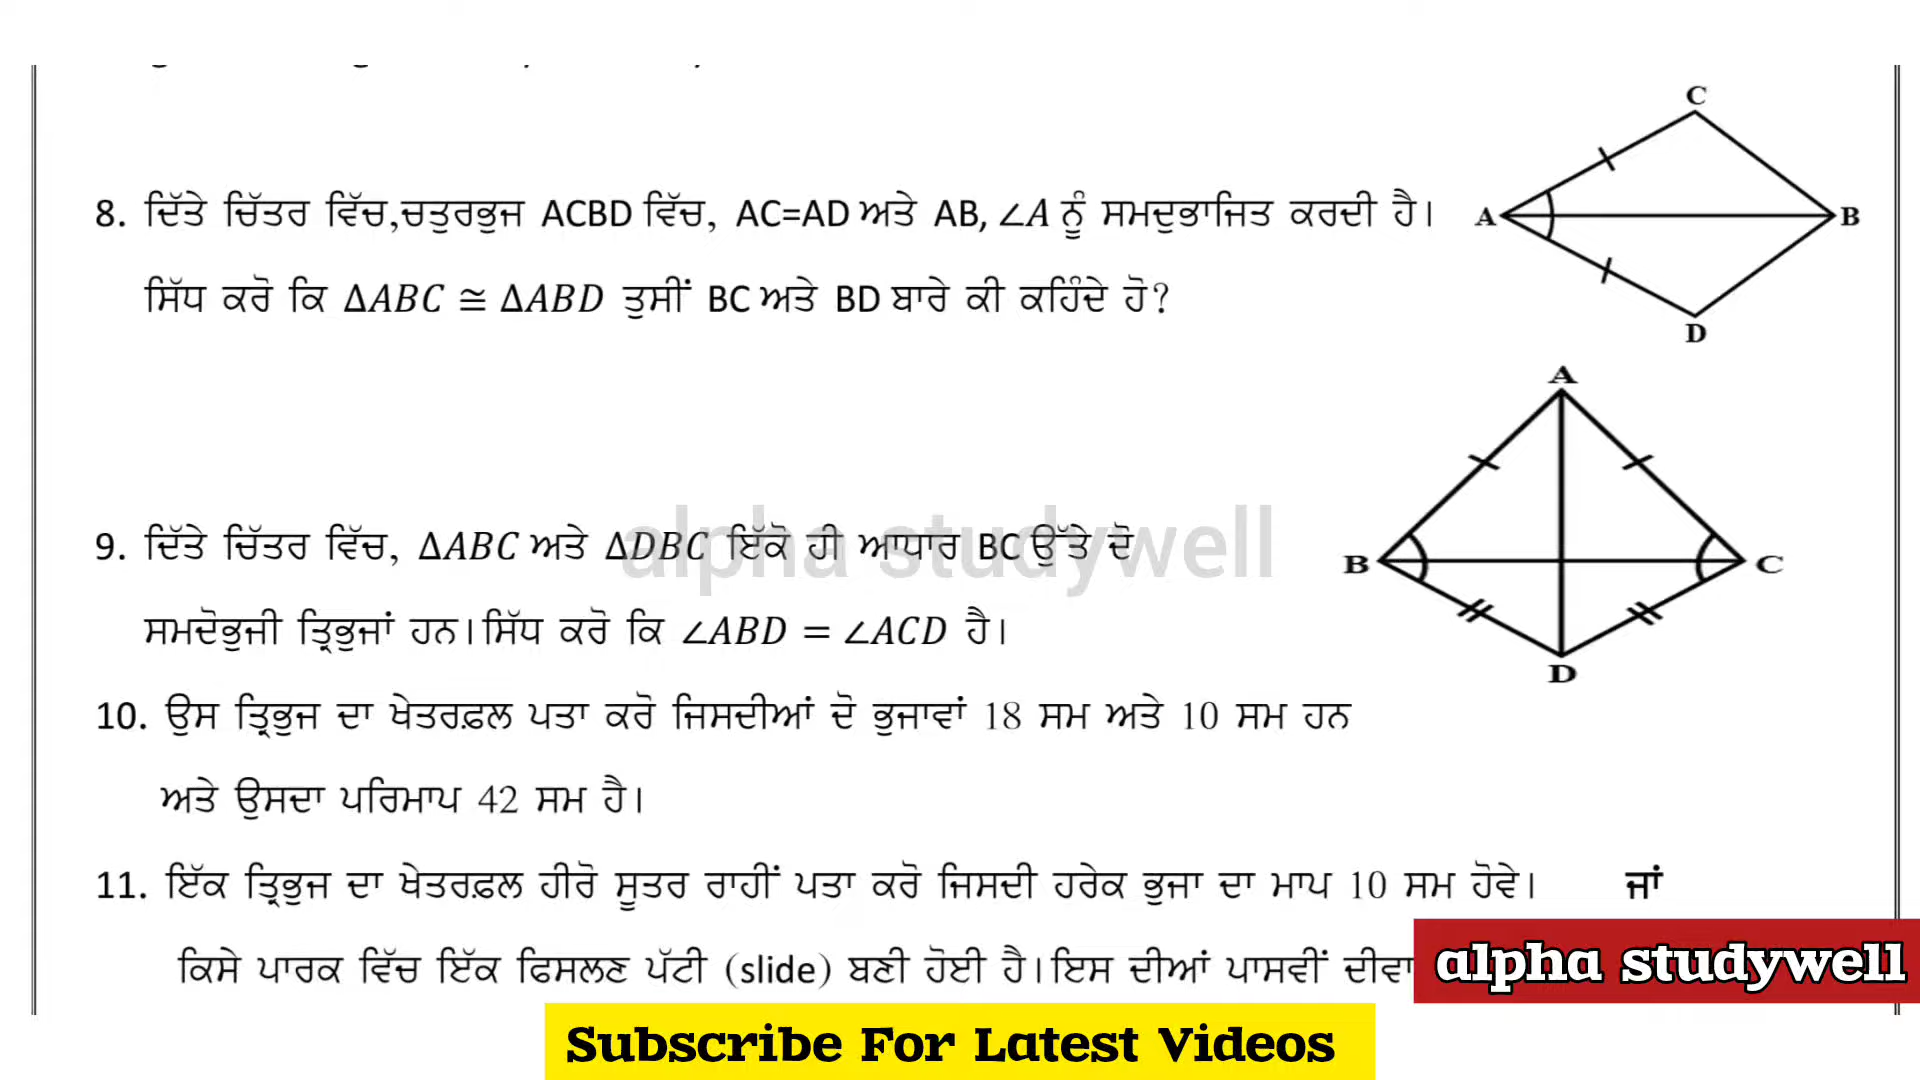 C
8. ਦਿੱਤੇ ਚਿੱਤਰ ਵਿੱਚ,ਚਤੁਰਭੁਜ ACBD ਵਿੱਚ, AC=AD ਅਤੇ AB, ∠A ਨੂੰ ਸਮਦੁਭਾਜਿਤ ਕਰਦੀ ਹੈ।
A B
ਸਿੱਧ ਕਰੋ ਕਿ ΔABC ≅ ΔABD ਤੁਸੀਂ BC ਅਤੇ BD ਬਾਰੇ ਕੀ ਕਹਿੰਦੇ ਹੋ?
D
A
alpha studywell
9. ਦਿੱਤੇ ਚਿੱਤਰ ਵਿੱਚ, ΔABC ਅਤੇ ΔDBC ਇੱਕੋ ਹੀ ਆਧਾਰ BC ਉੱਤੇ ਦੋ
B C
ਸਮਦੋਭੁਜੀ ਤ੍ਰਿਭੁਜਾਂ ਹਨ।ਸਿੱਧ ਕਰੋ ਕਿ ∠ABD = ∠ACD ਹੈ।
D
10. ਉਸ ਤ੍ਰਿਭੁਜ ਦਾ ਖੇਤਰਫ਼ਲ ਪਤਾ ਕਰੋ ਜਿਸਦੀਆਂ ਦੋ ਭੁਜਾਵਾਂ 18 ਸਮ ਅਤੇ 10 ਸਮ ਹਨ
ਅਤੇ ਉਸਦਾ ਪਰਿਮਾਪ 42 ਸਮ ਹੈ।
11. ਇੱਕ ਤ੍ਰਿਭੁਜ ਦਾ ਖੇਤਰਫ਼ਲ ਹੀਰੋ ਸੂਤਰ ਰਾਹੀਂ ਪਤਾ ਕਰੋ ਜਿਸਦੀ ਹਰੇਕ ਭੁਜਾ ਦਾ ਮਾਪ 10 ਸਮ ਹੋਵੇ। ਜਾਂ
ਕਿਸੇ ਪਾਰਕ ਵਿੱਚ ਇੱਕ ਫਿਸਲਣ ਪੱਟੀ (slide) ਬਣੀ ਹੋਈ ਹੈ।ਇਸ ਦੀਆਂ ਪਾਸਵੀਂ
alpha studywell
Subscribe For Latest Videos